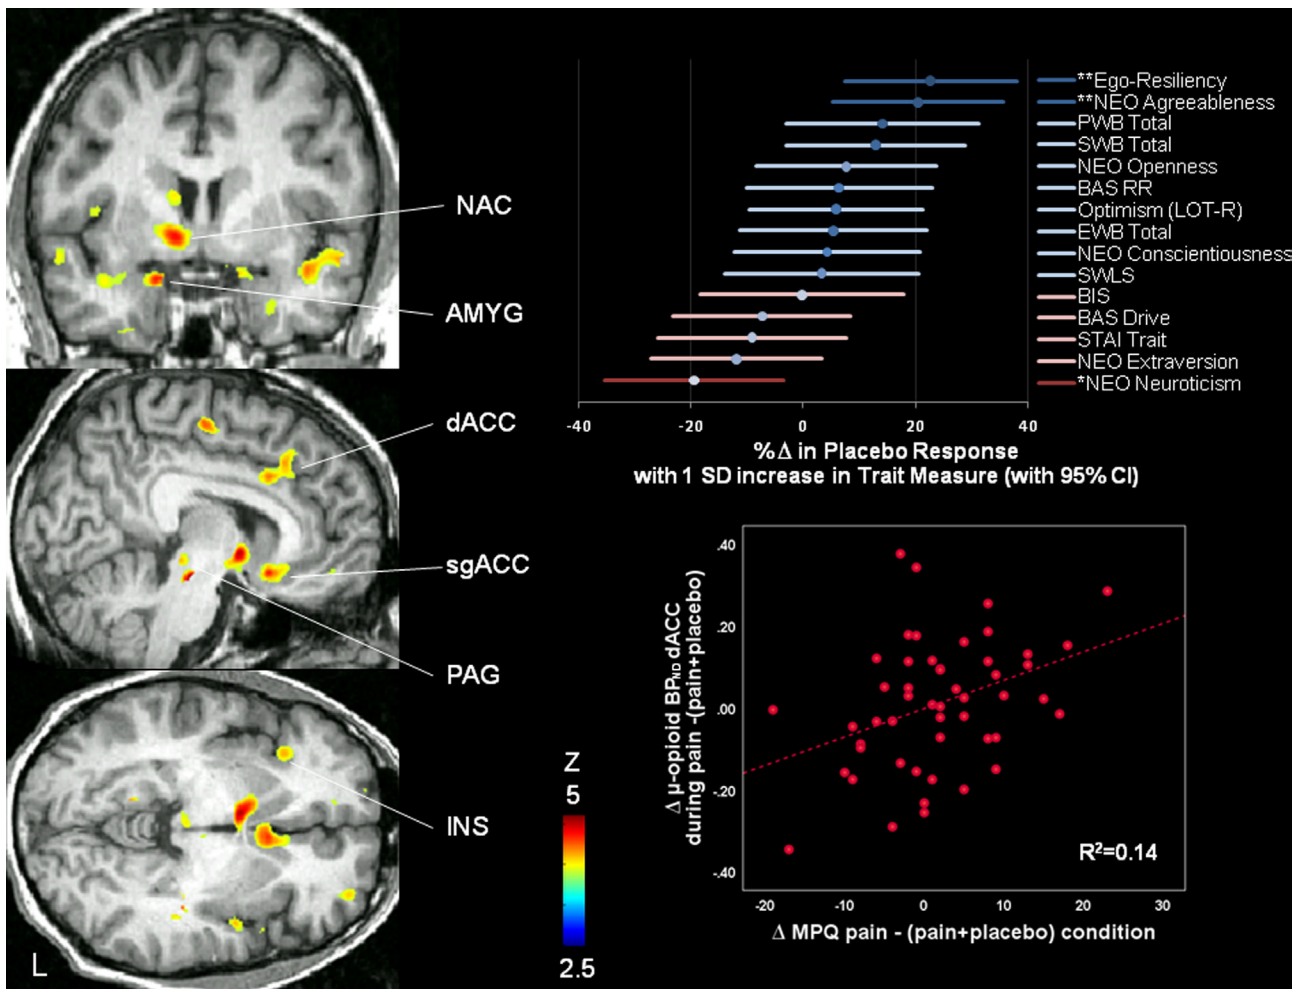 NAC
AMYG
dACC
sgACC
PAG
INS
L
Z
5
2.5
**Ego-Resiliency
**NEO Agreeableness
PWB Total
SWB Total
NEO Openness
BAS RR
Optimism (LOT-R)
EWB Total
NEO Conscientiousness
SWLS
BIS
BAS Drive
STAI Trait
NEO Extraversion
*NEO Neuroticism
-40 -20 0 20 40
% Δ in Placebo Response
with 1 SD increase in Trait Measure (with 95% CI)
Δ μ-opioid BP_ND dACC
during pain -(pain+placebo)
.40
.20
.00
-.20
-.40
R²=0.14
-20 -10 0 10 20 30
Δ MPQ pain - (pain+placebo) condition